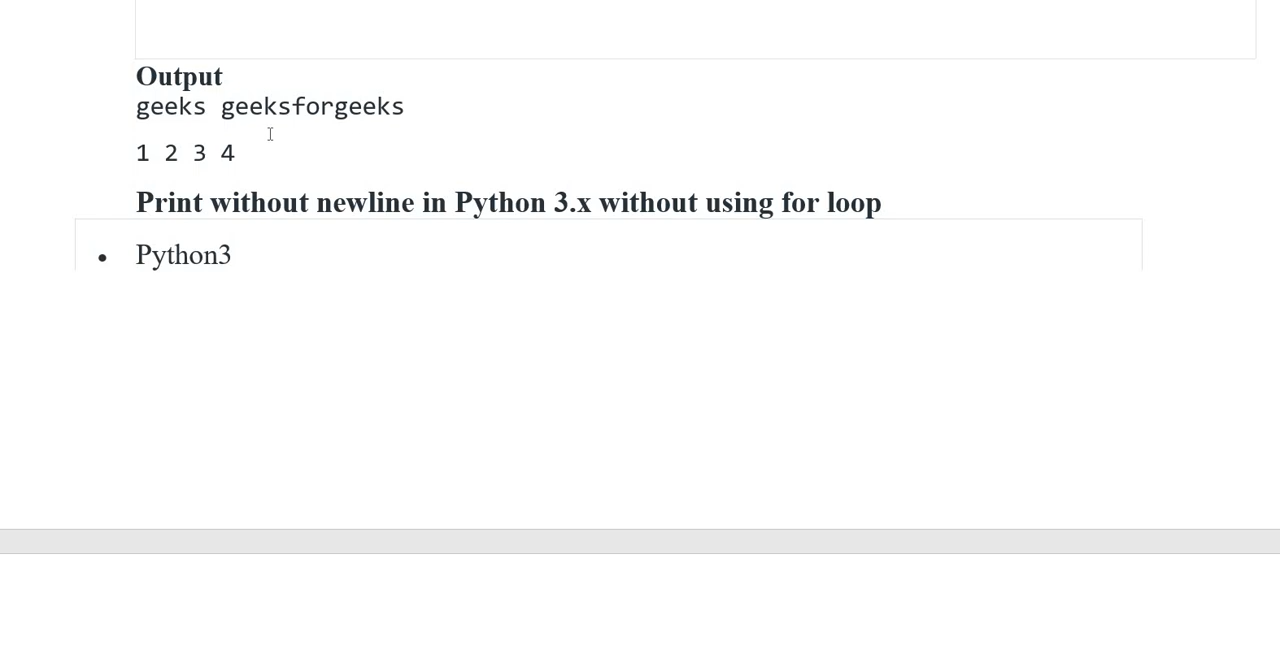 Output
geeks geeksforgeeks
1 2 3 4
Print without newline in Python 3.x without using for loop
• Python3